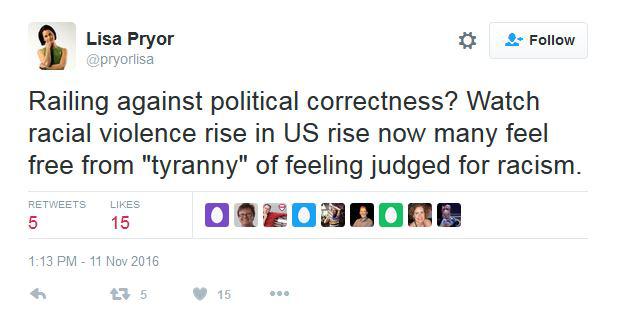 Lisa Pryor
@pryorlisa
Follow
Railing against political correctness? Watch
racial violence rise in US rise now many feel
free from "tyranny" of feeling judged for racism.
RETWEETS LIKES
5 15
1:13 PM - 11 Nov 2016
5 15